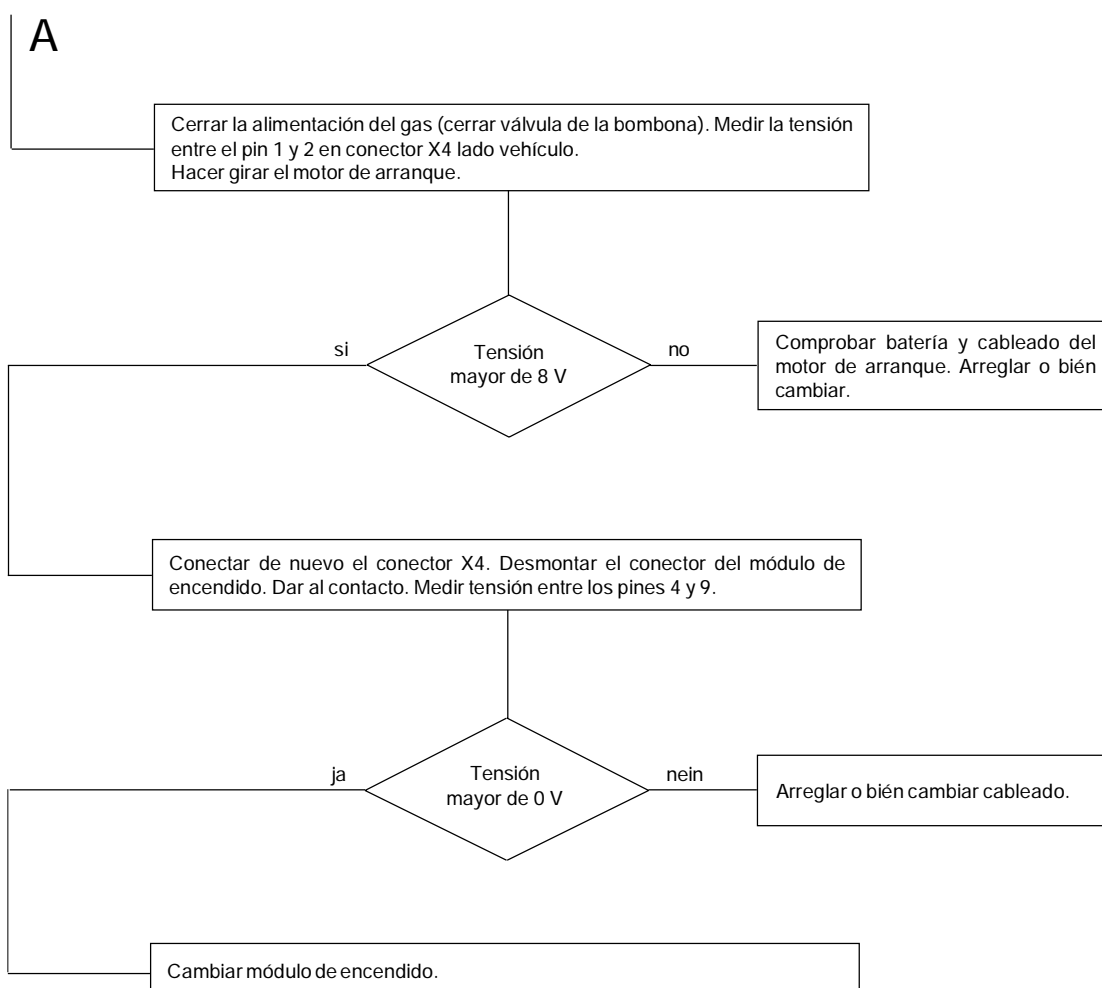 A
Cerrar la alimentación del gas (cerrar válvula de la bombona). Medir la tensión
entre el pin 1 y 2 en conector X4 lado vehículo.
Hacer girar el motor de arranque.
si
Tensión
mayor de 8 V
no
Comprobar batería y cableado del
motor de arranque. Arreglar o bién
cambiar.
Conectar de nuevo el conector X4. Desmontar el conector del módulo de
encendido. Dar al contacto. Medir tensión entre los pines 4 y 9.
ja
Tensión
mayor de 0 V
nein
Arreglar o bién cambiar cableado.
Cambiar módulo de encendido.